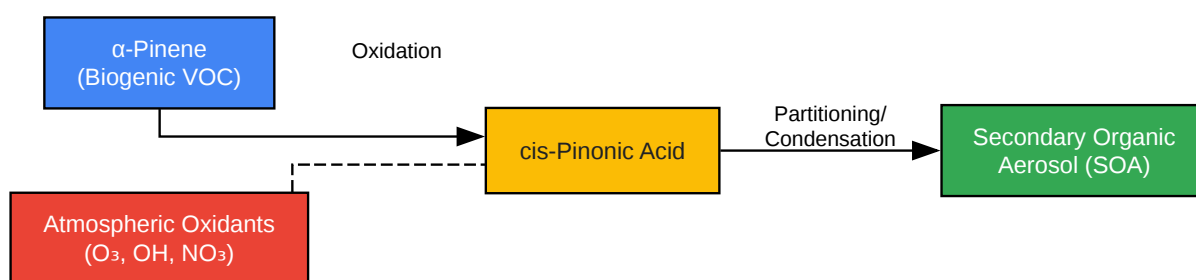 α-Pinene
(Biogenic VOC)
Oxidation
cis-Pinonic Acid
Partitioning/
Condensation
Secondary Organic
Aerosol (SOA)
Atmospheric Oxidants
(O₃, OH, NO₃)